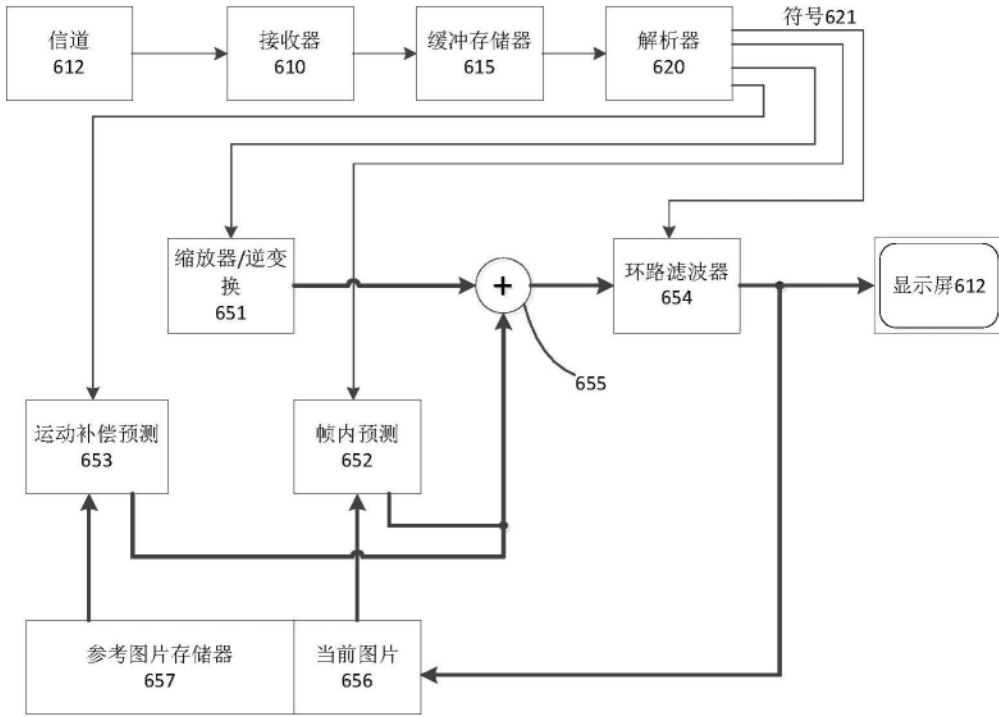 信道
612
接收器
610
缓冲存储器
615
解析器
620
符号621
缩放器/逆变
换
651
+
655
环路滤波器
654
显示屏612
运动补偿预测
653
帧内预测
652
参考图片存储器
657
当前图片
656